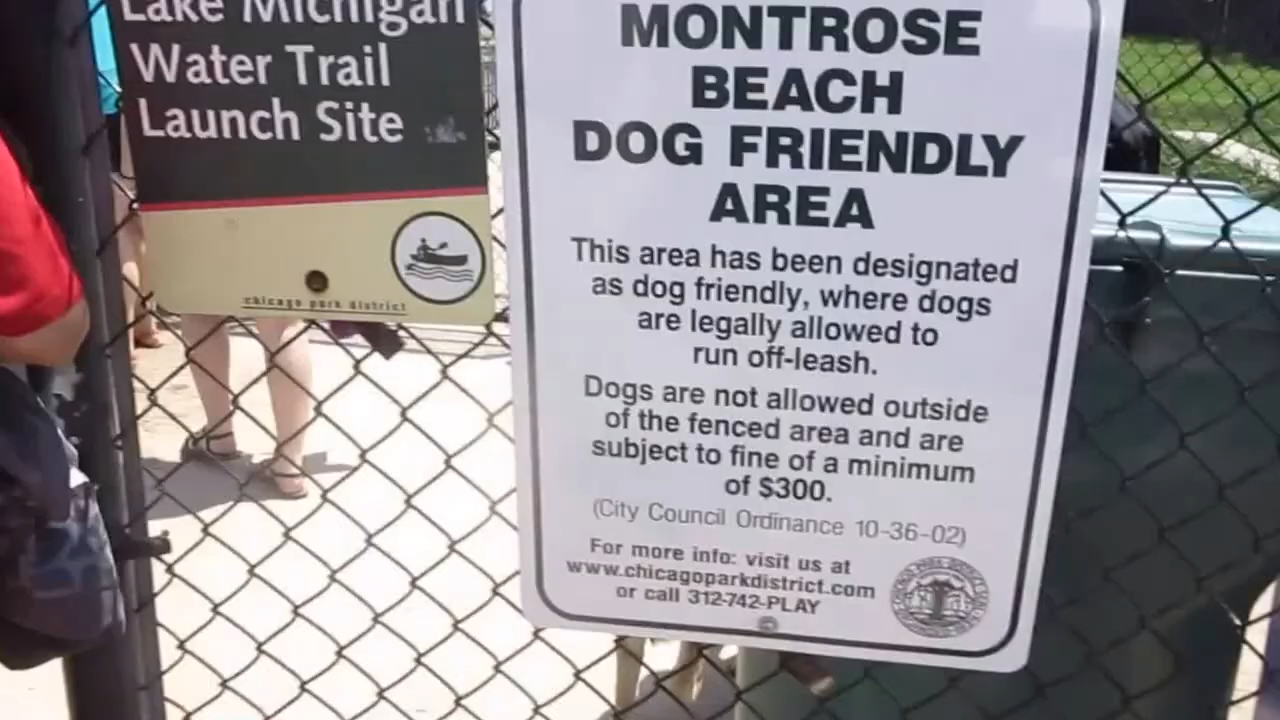 Lake Michigan
Water Trail
Launch Site
chicago park district
MONTROSE
BEACH
DOG FRIENDLY
AREA
This area has been designated
as dog friendly, where dogs
are legally allowed to
run off-leash.
Dogs are not allowed outside
of the fenced area and are
subject to fine of a minimum
of $300.
(City Council Ordinance 10-36-02)
For more info: visit us at
www.chicagoparkdistrict.com
or call 312-742-PLAY